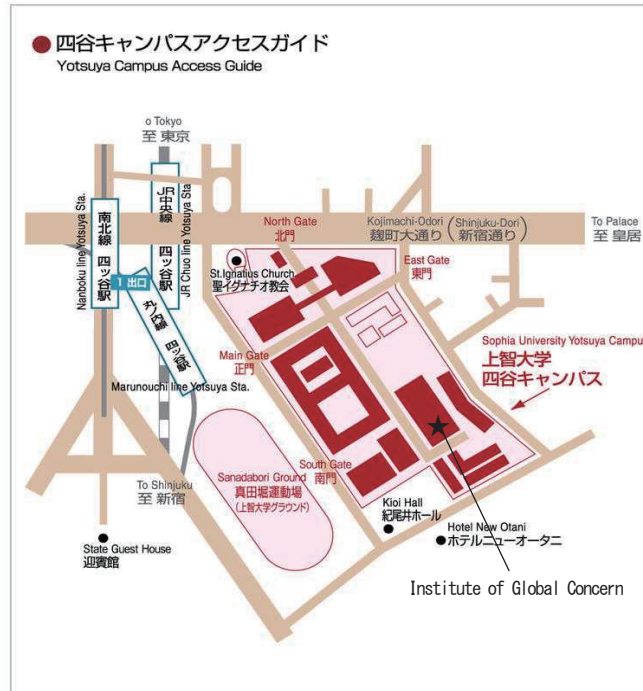 四谷キャンパスアクセスガイド
Yotsuya Campus Access Guide
o Tokyo
至 東京
Nanboku line Yotsuya Sta.
南北線 四ッ谷駅
JR中央線 四ッ谷駅
JR Chuo line Yotsuya Sta
1 出口
丸ノ内線 四ッ谷駅
Marunouchi line Yotsuya Sta.
North Gate
北門
Kojimachi-Odori
麹町大通り
(Shinjuku-Dori
新宿通り)
To Palace
至 皇居
St.Ignatius Church
聖イグナチオ教会
East Gate
東門
Main Gate
正門
Sophia University Yotsuya Campu
上智大学
四谷キャンパス
South Gate
南門
Sanadabori Ground
真田堀運動場
(上智大学グラウンド)
To Shinjuku
至 新宿
Kioi Hall
紀尾井ホール
Hotel New Otani
ホテルニューオータニ
State Guest House
迎賓館
Institute of Global Concern